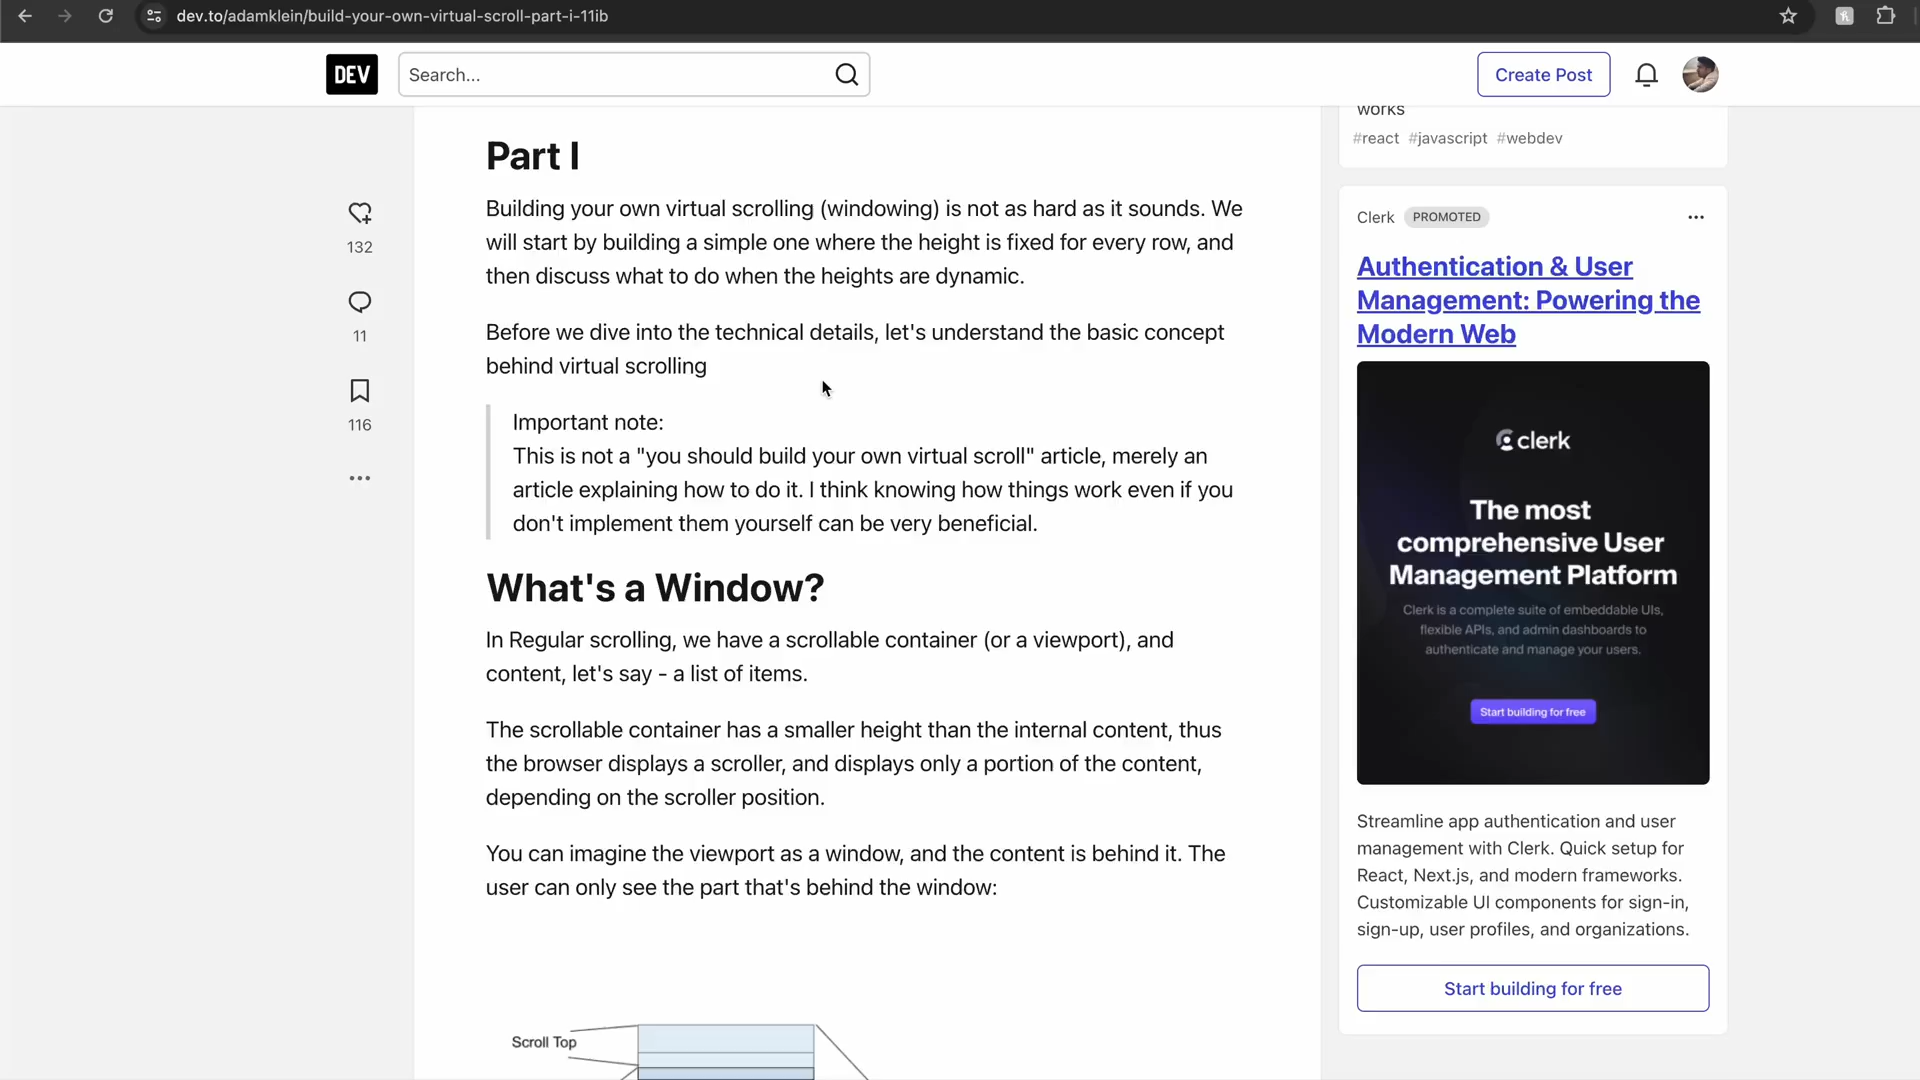 dev.to/adamklein/build-your-own-virtual-scroll-part-i-11ib
DEV
Search...
Create Post
132
11
116
Part I
Building your own virtual scrolling (windowing) is not as hard as it sounds. We
will start by building a simple one where the height is fixed for every row, and
then discuss what to do when the heights are dynamic.
Before we dive into the technical details, let's understand the basic concept
behind virtual scrolling
Important note:
This is not a "you should build your own virtual scroll" article, merely an
article explaining how to do it. I think knowing how things work even if you
don't implement them yourself can be very beneficial.
What's a Window?
In Regular scrolling, we have a scrollable container (or a viewport), and
content, let's say - a list of items.
The scrollable container has a smaller height than the internal content, thus
the browser displays a scroller, and displays only a portion of the content,
depending on the scroller position.
You can imagine the viewport as a window, and the content is behind it. The
user can only see the part that's behind the window:
Scroll Top
works
#react #javascript #webdev
Clerk PROMOTED
Authentication & User
Management: Powering the
Modern Web
clerk
The most
comprehensive User
Management Platform
Clerk is a complete suite of embeddable UIs,
flexible APIs, and admin dashboards to
authenticate and manage your users.
Start building for free
Streamline app authentication and user
management with Clerk. Quick setup for
React, Next.js, and modern frameworks.
Customizable UI components for sign-in,
sign-up, user profiles, and organizations.
Start building for free